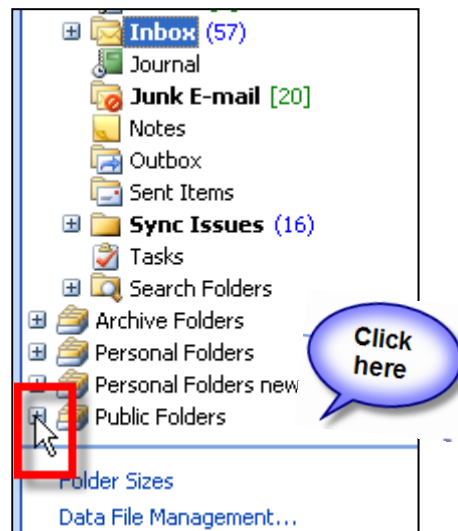 Inbox (57)
Journal
Junk E-mail [20]
Notes
Outbox
Sent Items
Sync Issues (16)
Tasks
Search Folders
Archive Folders
Personal Folders
Personal Folders new
Public Folders
Click
here
Folder Sizes
Data File Management...